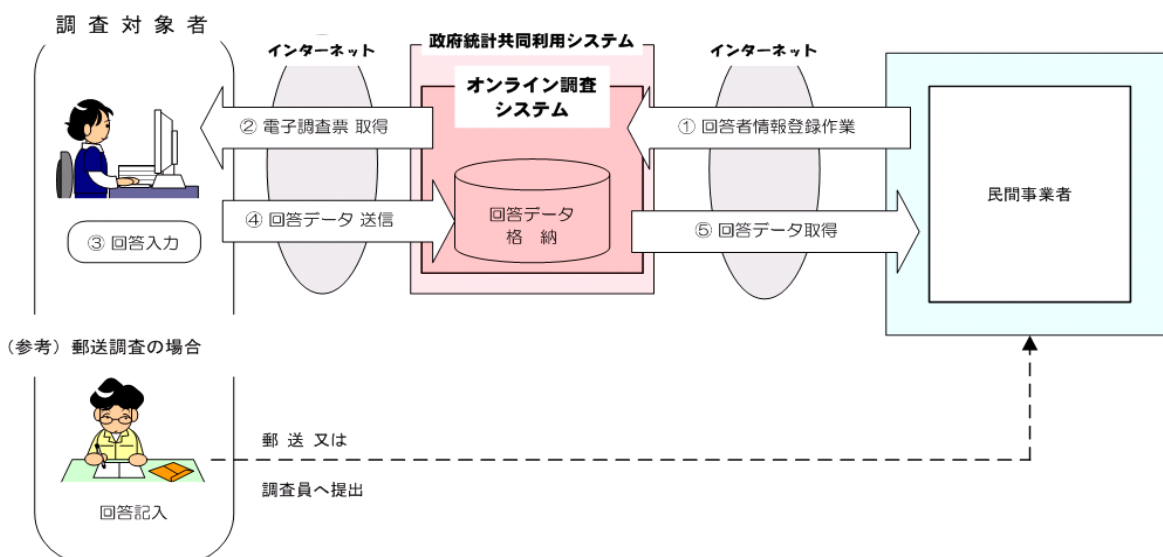 調 査 対 象 者
インターネット
政府統計共同利用システム
インターネット
オンライン調査
システム
② 電子調査票 取得
① 回答者情報登録作業
民間事業者
④ 回答データ 送信
回答データ
格 納
⑤ 回答データ取得
③ 回答入力
（参考）郵送調査の場合
郵 送 又は
調査員へ提出
回答記入